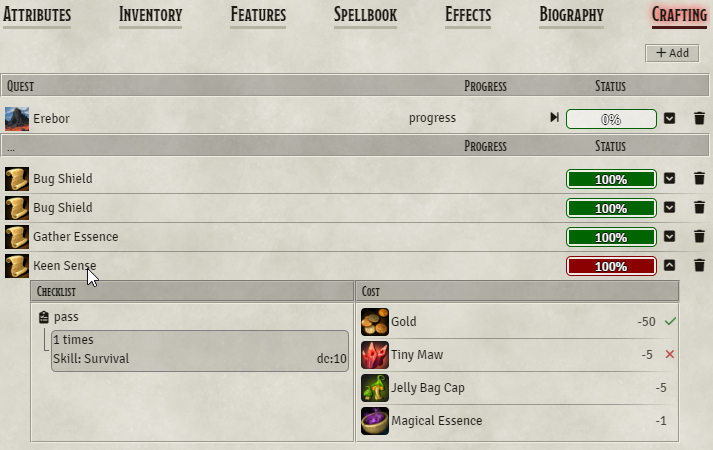 Attributes Inventory Features Spellbook Effects Biography Crafting
+ Add
Quest Progress Status
Erebor progress 0%
... Progress Status
Bug Shield 100%
Bug Shield 100%
Gather Essence 100%
Keen Sense 100%
Checklist Cost
pass
1 times
Skill: Survival dc:10
Gold -50
Tiny Maw -5
Jelly Bag Cap -5
Magical Essence -1